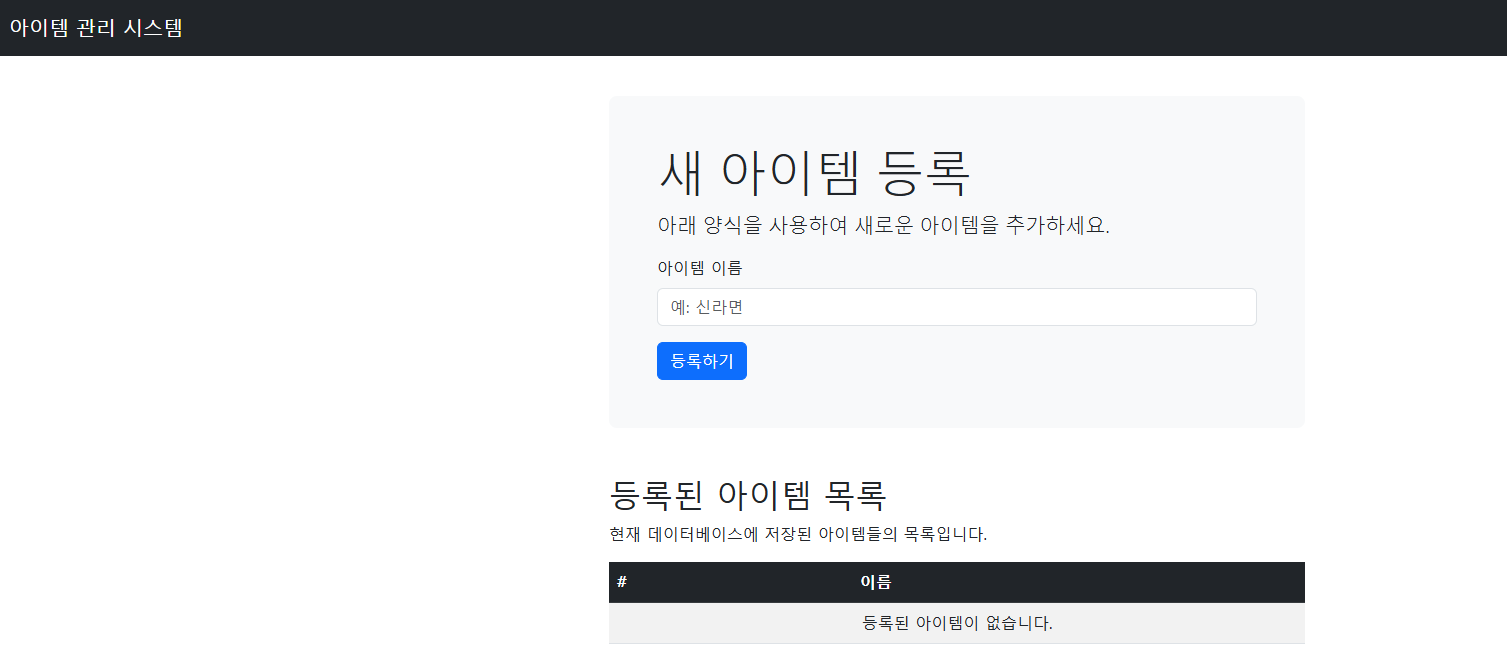 아이템 관리 시스템
새 아이템 등록
아래 양식을 사용하여 새로운 아이템을 추가하세요.
아이템 이름
예: 신라면
등록하기
등록된 아이템 목록
현재 데이터베이스에 저장된 아이템들의 목록입니다.
# 이름
등록된 아이템이 없습니다.